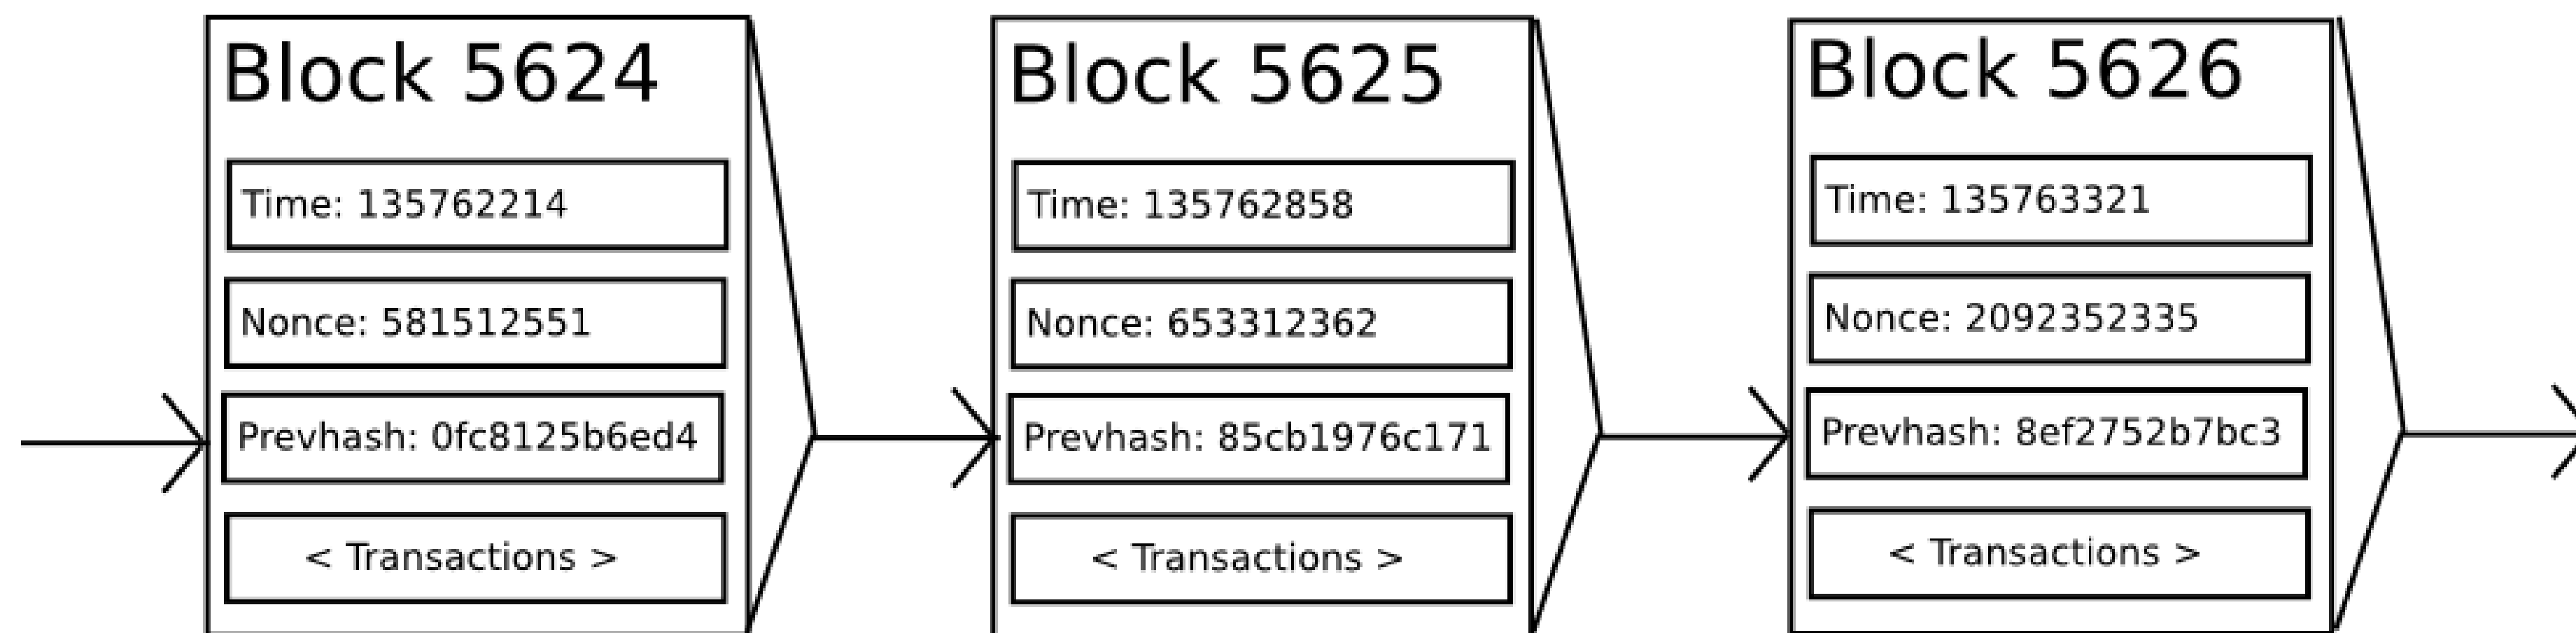 Block 5624
Time: 135762214
Nonce: 581512551
Prevhash: 0fc8125b6ed4
< Transactions >
Block 5625
Time: 135762858
Nonce: 653312362
Prevhash: 85cb1976c171
< Transactions >
Block 5626
Time: 135763321
Nonce: 2092352335
Prevhash: 8ef2752b7bc3
< Transactions >